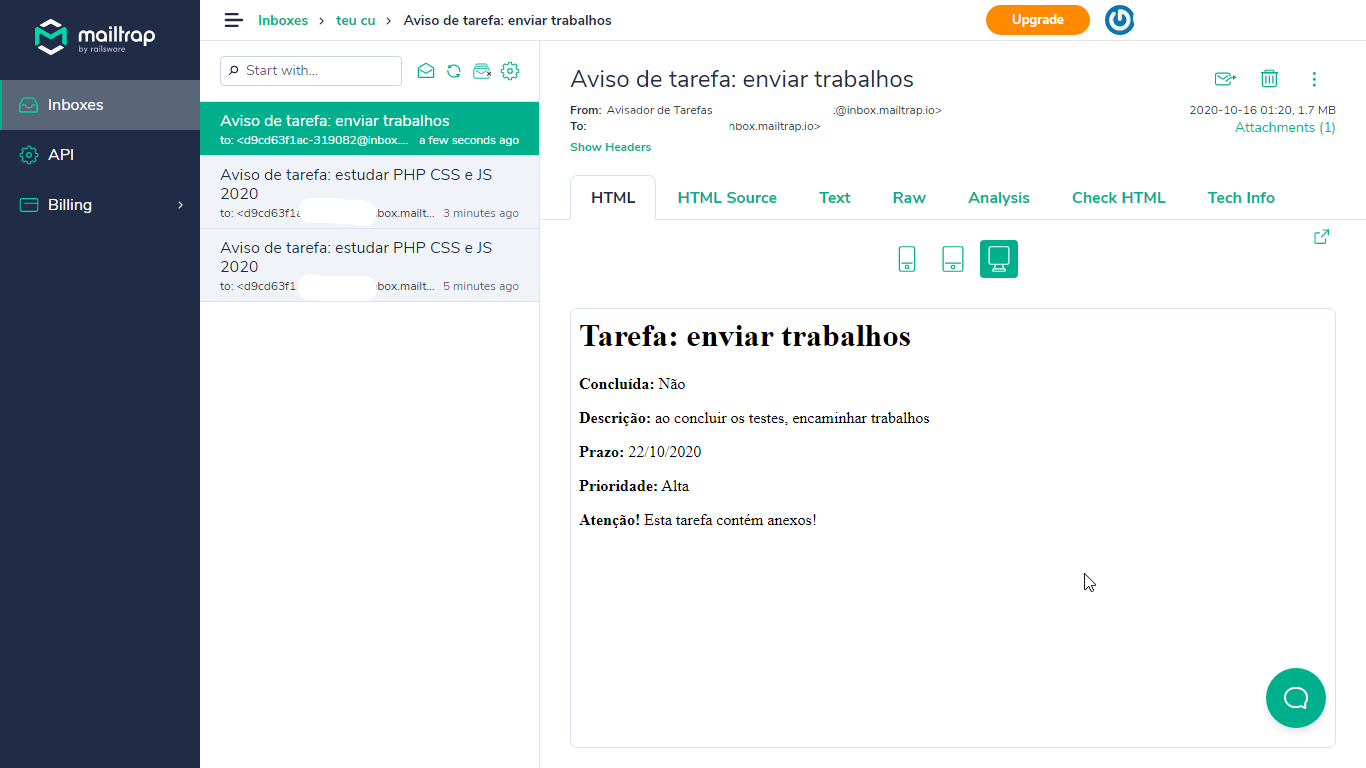 mailtrap
by railsware
Inboxes
API
Billing
Inboxes > teu cu > Aviso de tarefa: enviar trabalhos
Upgrade
Start with...
Aviso de tarefa: enviar trabalhos
to: <d9cd63f1ac-319082@inbox.... a few seconds ago
Aviso de tarefa: estudar PHP CSS e JS
2020
to: <d9cd63f1 box.mailt... 3 minutes ago
Aviso de tarefa: estudar PHP CSS e JS
2020
to: <d9cd63f1 box.mailt... 5 minutes ago
Aviso de tarefa: enviar trabalhos
From: Avisador de Tarefas @inbox.mailtrap.io>
To: nbox.mailtrap.io>
Show Headers
2020-10-16 01:20, 1.7 MB
Attachments (1)
HTML HTML Source Text Raw Analysis Check HTML Tech Info
Tarefa: enviar trabalhos
Concluída: Não
Descrição: ao concluir os testes, encaminhar trabalhos
Prazo: 22/10/2020
Prioridade: Alta
Atenção! Esta tarefa contém anexos!